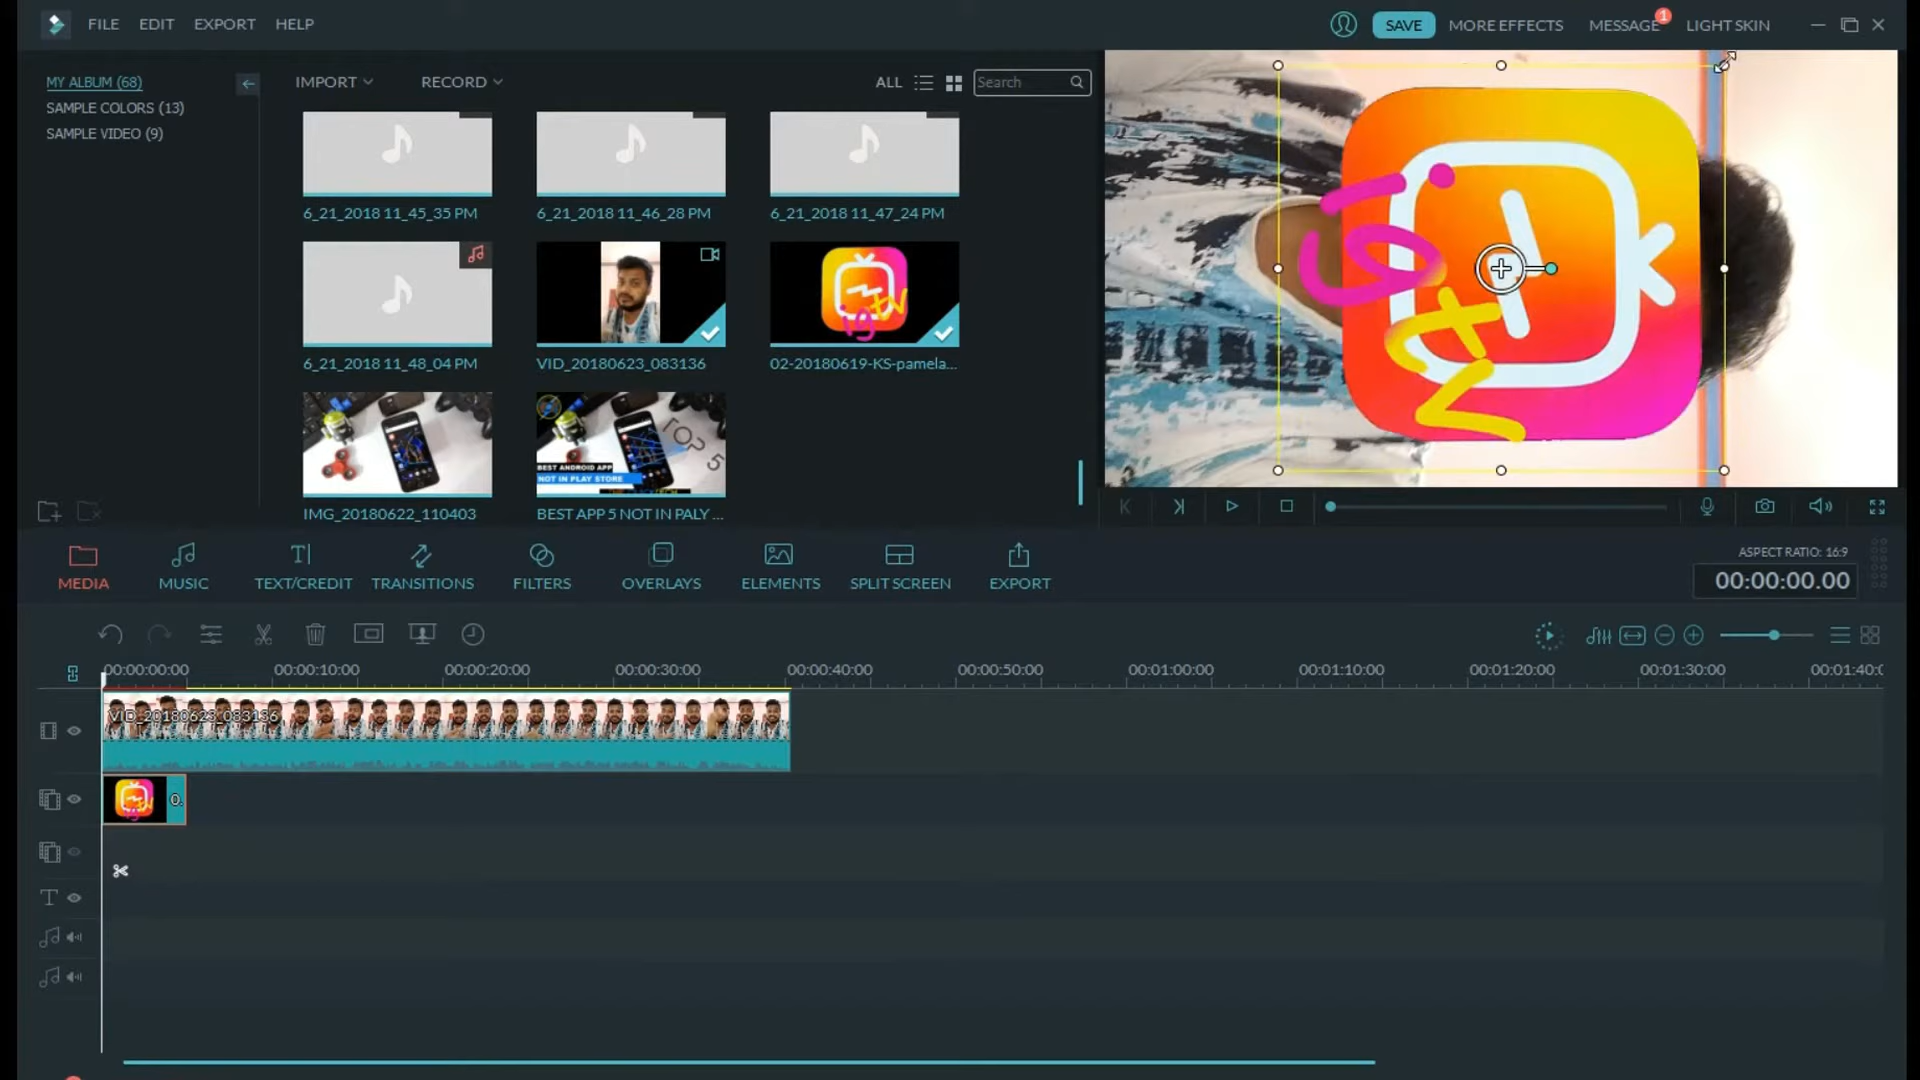 FILE EDIT EXPORT HELP
SAVE MORE EFFECTS MESSAGE 1 LIGHT SKIN
MY ALBUM (68)
SAMPLE COLORS (13)
SAMPLE VIDEO (9)
IMPORT RECORD ALL Search
6_21_2018 11_45_35 PM 6_21_2018 11_46_28 PM 6_21_2018 11_47_24 PM
6_21_2018 11_48_04 PM VID_20180623_083136 02-20180619-KS-pamela...
igtv
TOP 5
BEST ANDROID APP
NOT IN PLAY STORE
IMG_20180622_110403 BEST APP 5 NOT IN PALY ...
igtv
MEDIA MUSIC TEXT/CREDIT TRANSITIONS FILTERS OVERLAYS ELEMENTS SPLIT SCREEN EXPORT
ASPECT RATIO: 16:9
00:00:00.00
00:00:00:00 00:00:10:00 00:00:20:00 00:00:30:00 00:00:40:00 00:00:50:00 00:01:00:00 00:01:10:00 00:01:20:00 00:01:30:00 00:01:40:0
VID_20180623_083136
igtv 0.